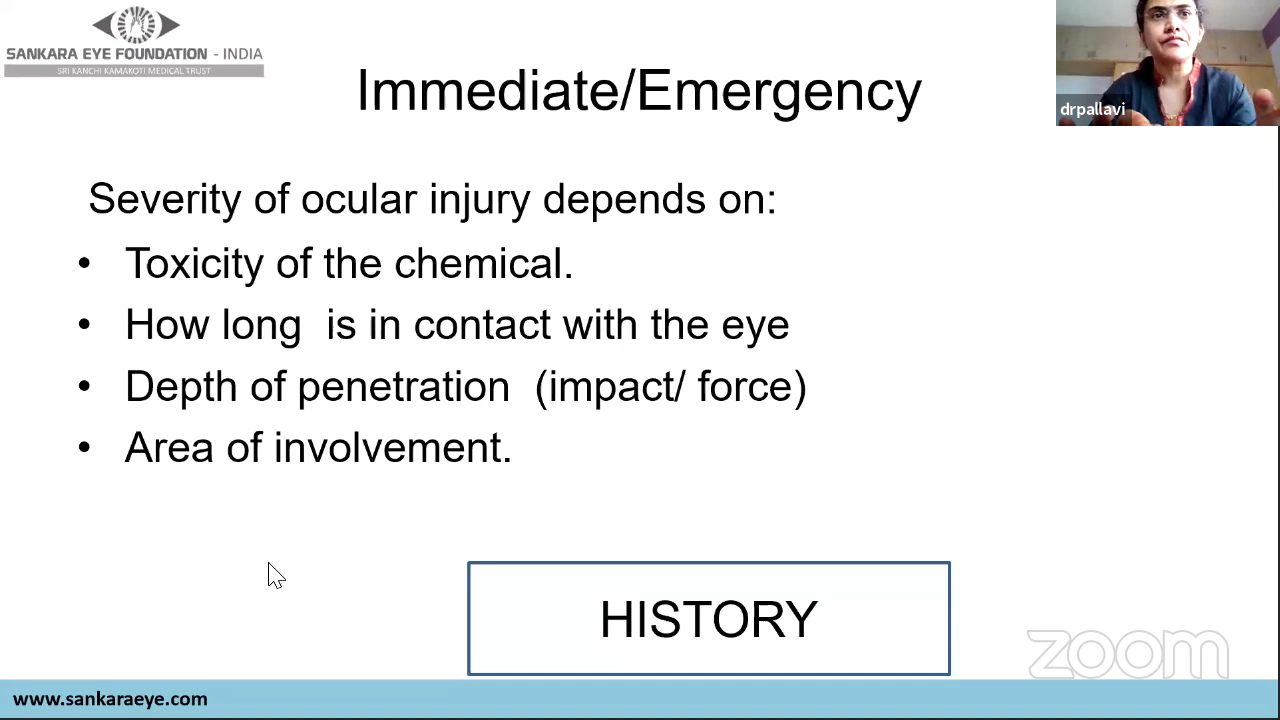 SANKARA EYE FOUNDATION - INDIA
SRI KANCHI KAMAKOTI MEDICAL TRUST
Immediate/Emergency
drpallavi
Severity of ocular injury depends on:
• Toxicity of the chemical.
• How long  is in contact with the eye
• Depth of penetration  (impact/ force)
• Area of involvement.
HISTORY
zoom
www.sankaraeye.com